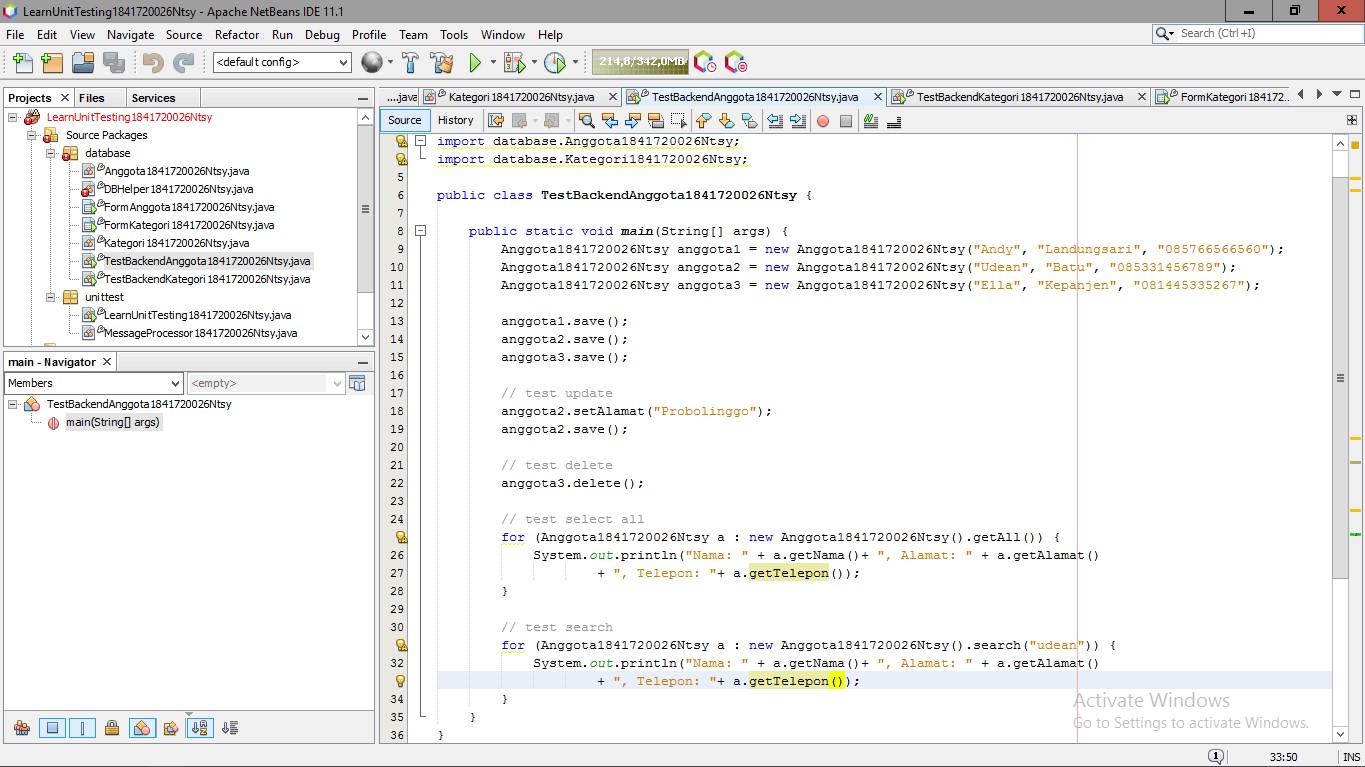 LearnUnitTesting1841720026Ntsy - Apache NetBeans IDE 11.1
File Edit View Navigate Source Refactor Run Debug Profile Team Tools Window Help
Search (Ctrl+I)
<default config>
214,8/342,0MB
Projects Files Services
LearnUnitTesting1841720026Ntsy
Source Packages
database
Anggota1841720026Ntsy.java
DBHelper1841720026Ntsy.java
FormAnggota1841720026Ntsy.java
FormKategori1841720026Ntsy.java
Kategori1841720026Ntsy.java
TestBackendAnggota1841720026Ntsy.java
TestBackendKategori1841720026Ntsy.java
unittest
LearnUnitTesting1841720026Ntsy.java
MessageProcessor1841720026Ntsy.java
main - Navigator
Members <empty>
TestBackendAnggota1841720026Ntsy
main(String[] args)
....java Kategori1841720026Ntsy.java TestBackendAnggota1841720026Ntsy.java TestBackendKategori1841720026Ntsy.java FormKategori184172...
Source History
import database.Anggota1841720026Ntsy;
import database.Kategori1841720026Ntsy;
5
6 public class TestBackendAnggota1841720026Ntsy {
7
8 public static void main(String[] args) {
9 Anggota1841720026Ntsy anggota1 = new Anggota1841720026Ntsy("Andy", "Landungsari", "085766566560");
10 Anggota1841720026Ntsy anggota2 = new Anggota1841720026Ntsy("Udean", "Batu", "085331456789");
11 Anggota1841720026Ntsy anggota3 = new Anggota1841720026Ntsy("Ella", "Kepanjen", "081445335267");
12
13 anggota1.save();
14 anggota2.save();
15 anggota3.save();
16
17 // test update
18 anggota2.setAlamat("Probolinggo");
19 anggota2.save();
20
21 // test delete
22 anggota3.delete();
23
24 // test select all
for (Anggota1841720026Ntsy a : new Anggota1841720026Ntsy().getAll()) {
26 System.out.println("Nama: " + a.getNama()+ ", Alamat: " + a.getAlamat()
27 + ", Telepon: "+ a.getTelepon());
28 }
29
30 // test search
for (Anggota1841720026Ntsy a : new Anggota1841720026Ntsy().search("udean")) {
32 System.out.println("Nama: " + a.getNama()+ ", Alamat: " + a.getAlamat()
+ ", Telepon: "+ a.getTelepon());
34 }
35 }
36 }
Activate Windows
Go to Settings to activate Windows.
1 33:50 INS